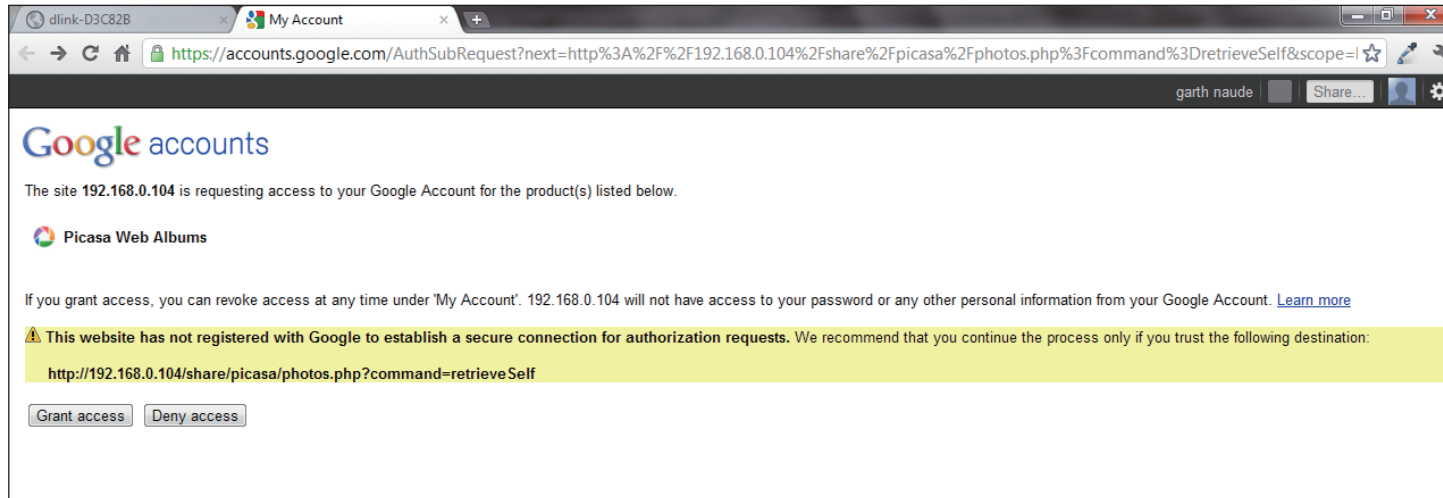 dlink-D3C82B
My Account
https://accounts.google.com/AuthSubRequest?next=http%3A%2F%2F192.168.0.104%2Fshare%2Fpicasa%2Fphotos.php%3Fcommand%3DretrieveSelf&scope=
garth naude Share...
Google accounts
The site 192.168.0.104 is requesting access to your Google Account for the product(s) listed below.
Picasa Web Albums
If you grant access, you can revoke access at any time under 'My Account'. 192.168.0.104 will not have access to your password or any other personal information from your Google Account. Learn more
This website has not registered with Google to establish a secure connection for authorization requests. We recommend that you continue the process only if you trust the following destination:
http://192.168.0.104/share/picasa/photos.php?command=retrieveSelf
Grant access Deny access